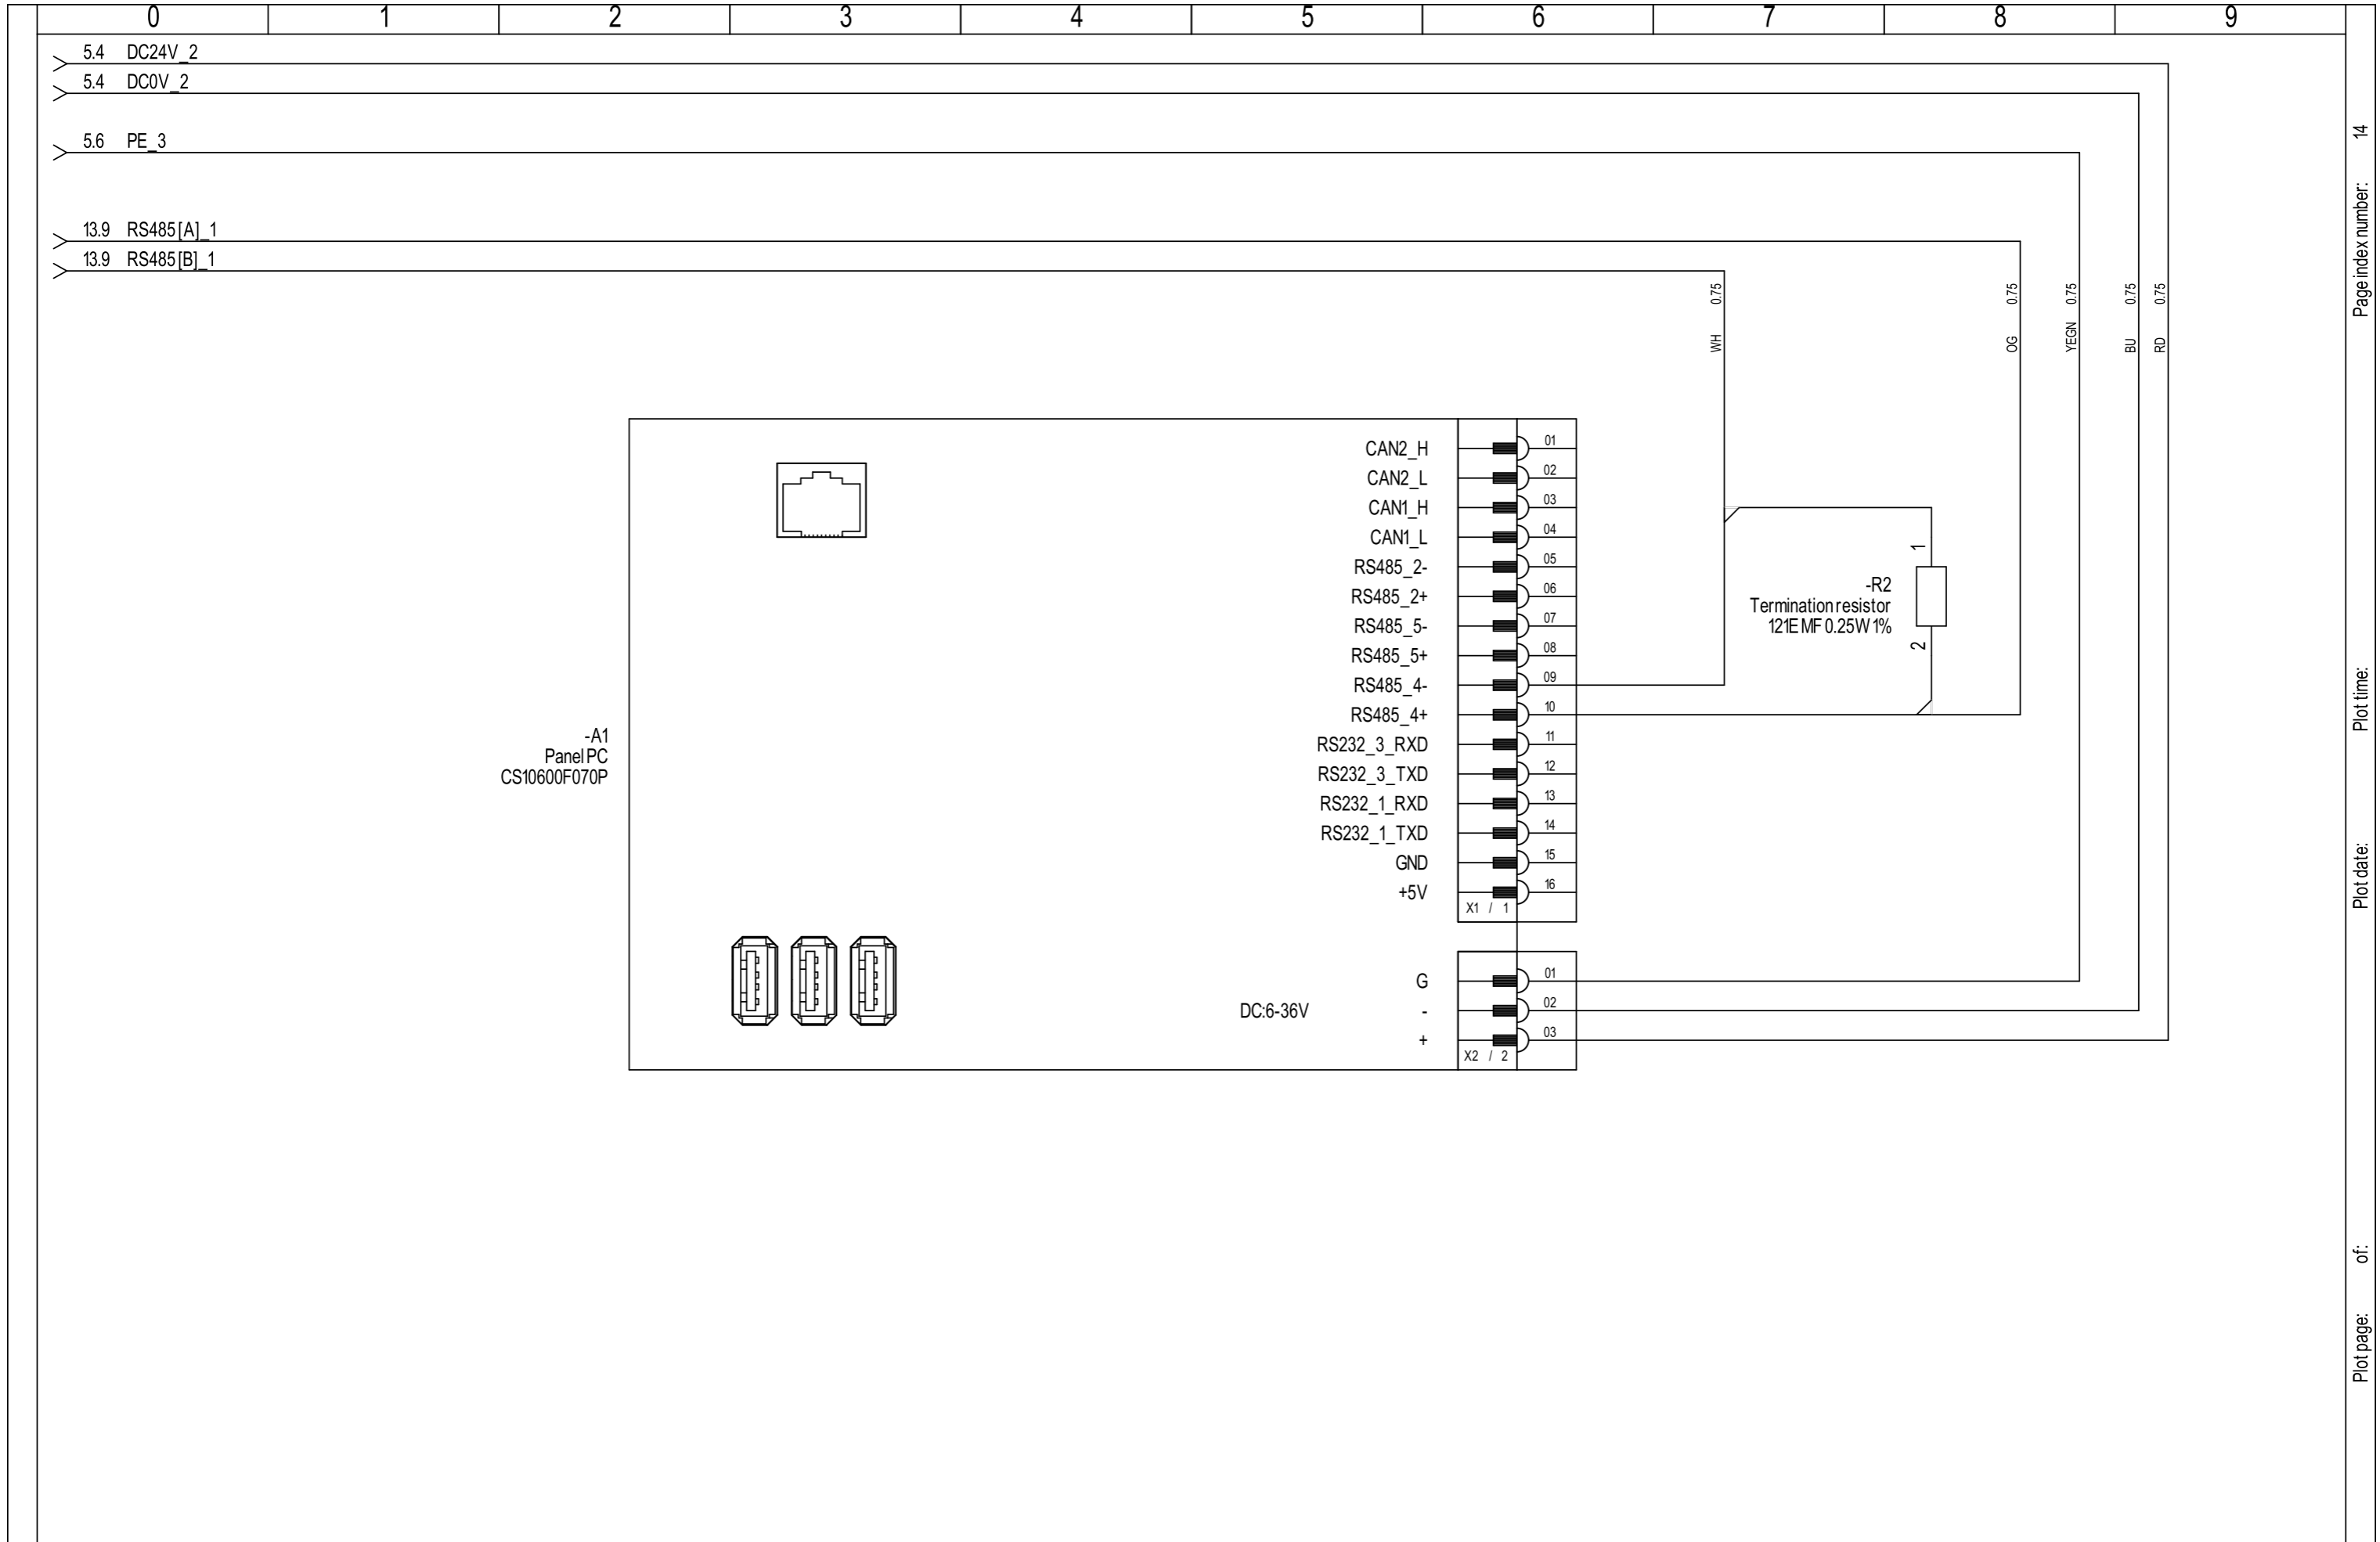 0 1 2 3 4 5 6 7 8 9
5.4 DC24V_2
5.4 DC0V_2
5.6 PE_3
13.9 RS485[A]_1
13.9 RS485[B]_1
WH 0.75
OG 0.75
YEGN 0.75
BU 0.75
RD 0.75
CAN2_H 01
CAN2_L 02
CAN1_H 03
CAN1_L 04
RS485_2- 05
RS485_2+ 06
RS485_5- 07
RS485_5+ 08
RS485_4- 09
RS485_4+ 10
RS232_3_RXD 11
RS232_3_TXD 12
RS232_1_RXD 13
RS232_1_TXD 14
GND 15
+5V 16
X1 / 1
-A1
Panel PC
CS10600F070P
1
-R2
Termination resistor
121E MF 0.25W 1%
2
G 01
DC:6-36V - 02
+ 03
X2 / 2
Page index number: 14
Plot time:
Plot date:
Plot page: of: